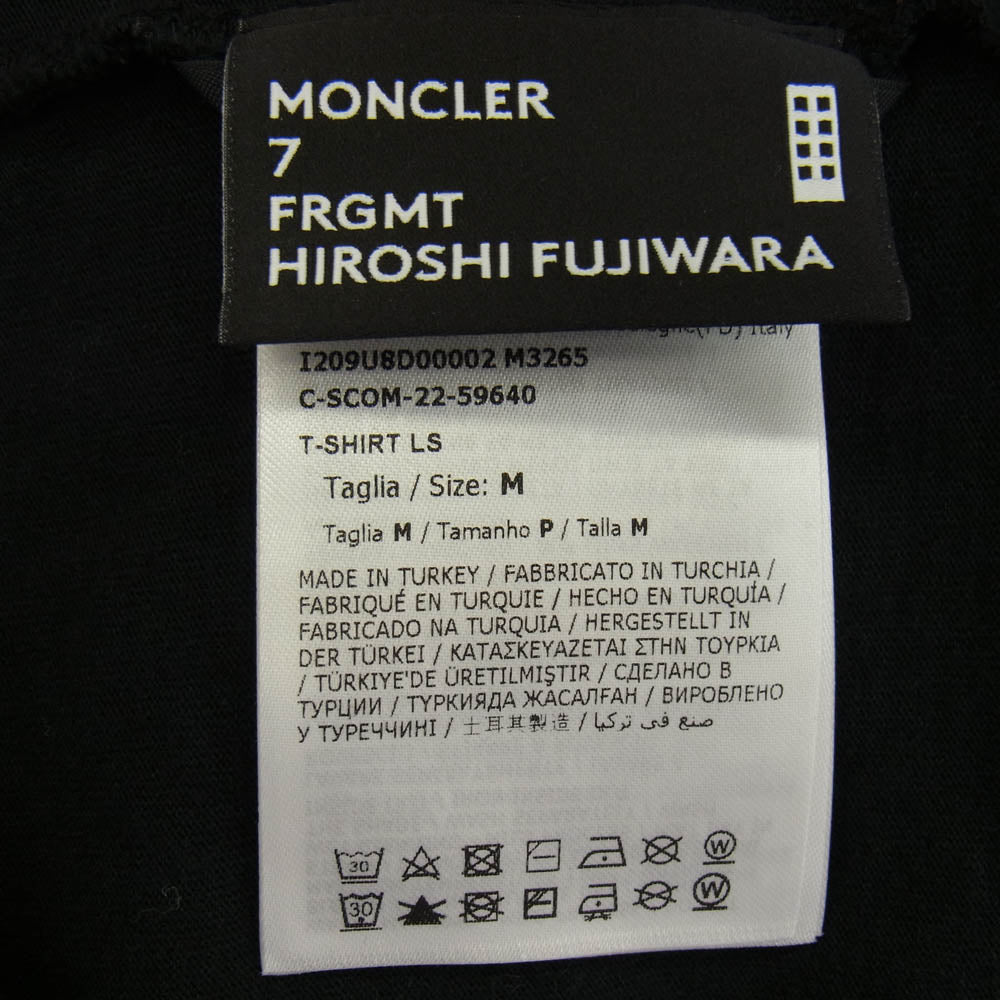 MONCLER
7
FRGMT
HIROSHI FUJIWARA
Italy
I209U8D00002 M3265
C-SCOM-22-59640
T-SHIRT LS
Taglia / Size: M
Taglia M / Tamanho P / Talla M
MADE IN TURKEY / FABBRICATO IN TURCHIA /
FABRIQUÉ EN TURQUIE / HECHO EN TURQUÍA /
FABRICADO NA TURQUIA / HERGESTELLT IN
DER TÜRKEI / ΚΑΤΑΣΚΕΥΑΖΕΤΑΙ ΣΤΗΝ ΤΟΥΡΚΙΑ
/ TÜRKIYE'DE ÜRETILMIŞTIR / СДЕЛАНО В
ТУРЦИИ / ТҮРКИЯДА ЖАСАЛҒАН / ВИРОБЛЕНО
У ТУРЕЧЧИНІ / 土耳其製造 / صنع في تركيا
30 W
30 W